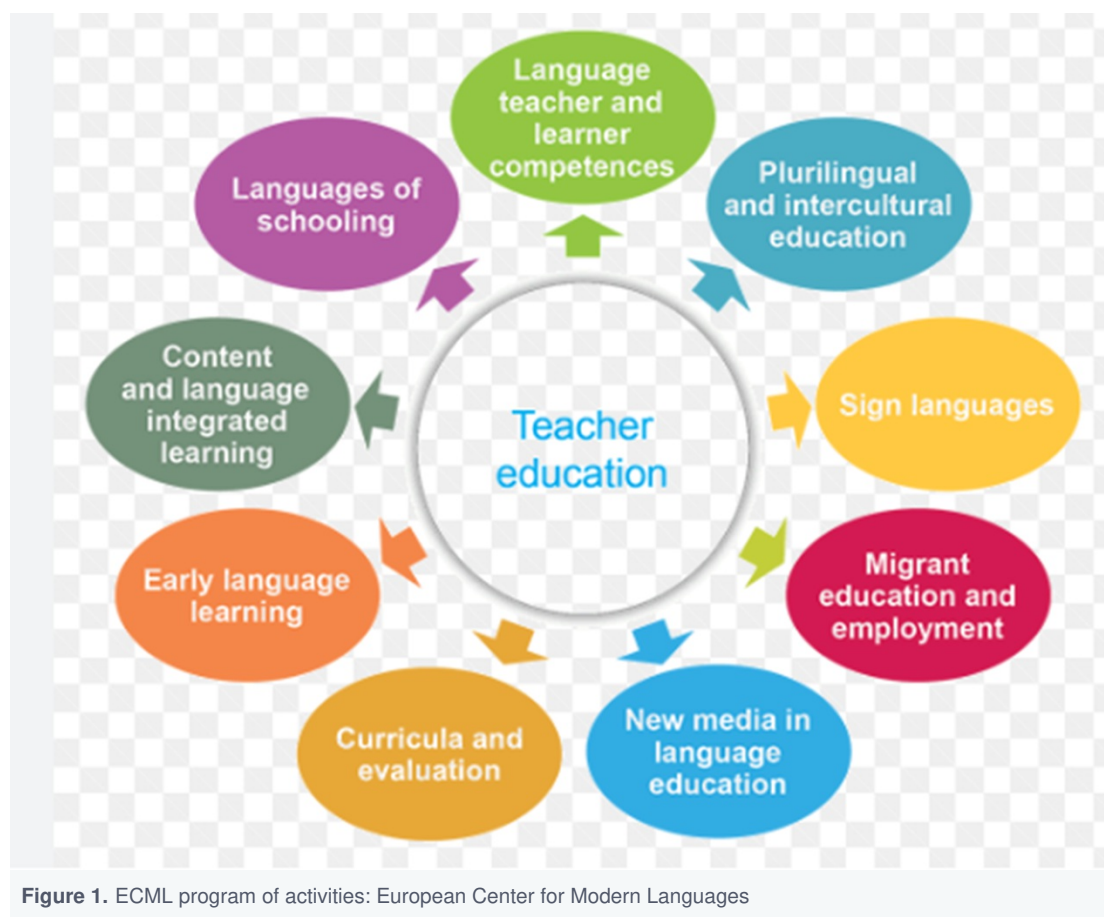 Language
teacher and
learner
competences
Plurilingual
and intercultural
education
Sign languages
Migrant
education and
employment
New media in
language
education
Curricula and
evaluation
Early language
learning
Content
and language
integrated
learning
Languages of
schooling
Teacher
education
Figure 1. ECML program of activities: European Center for Modern Languages